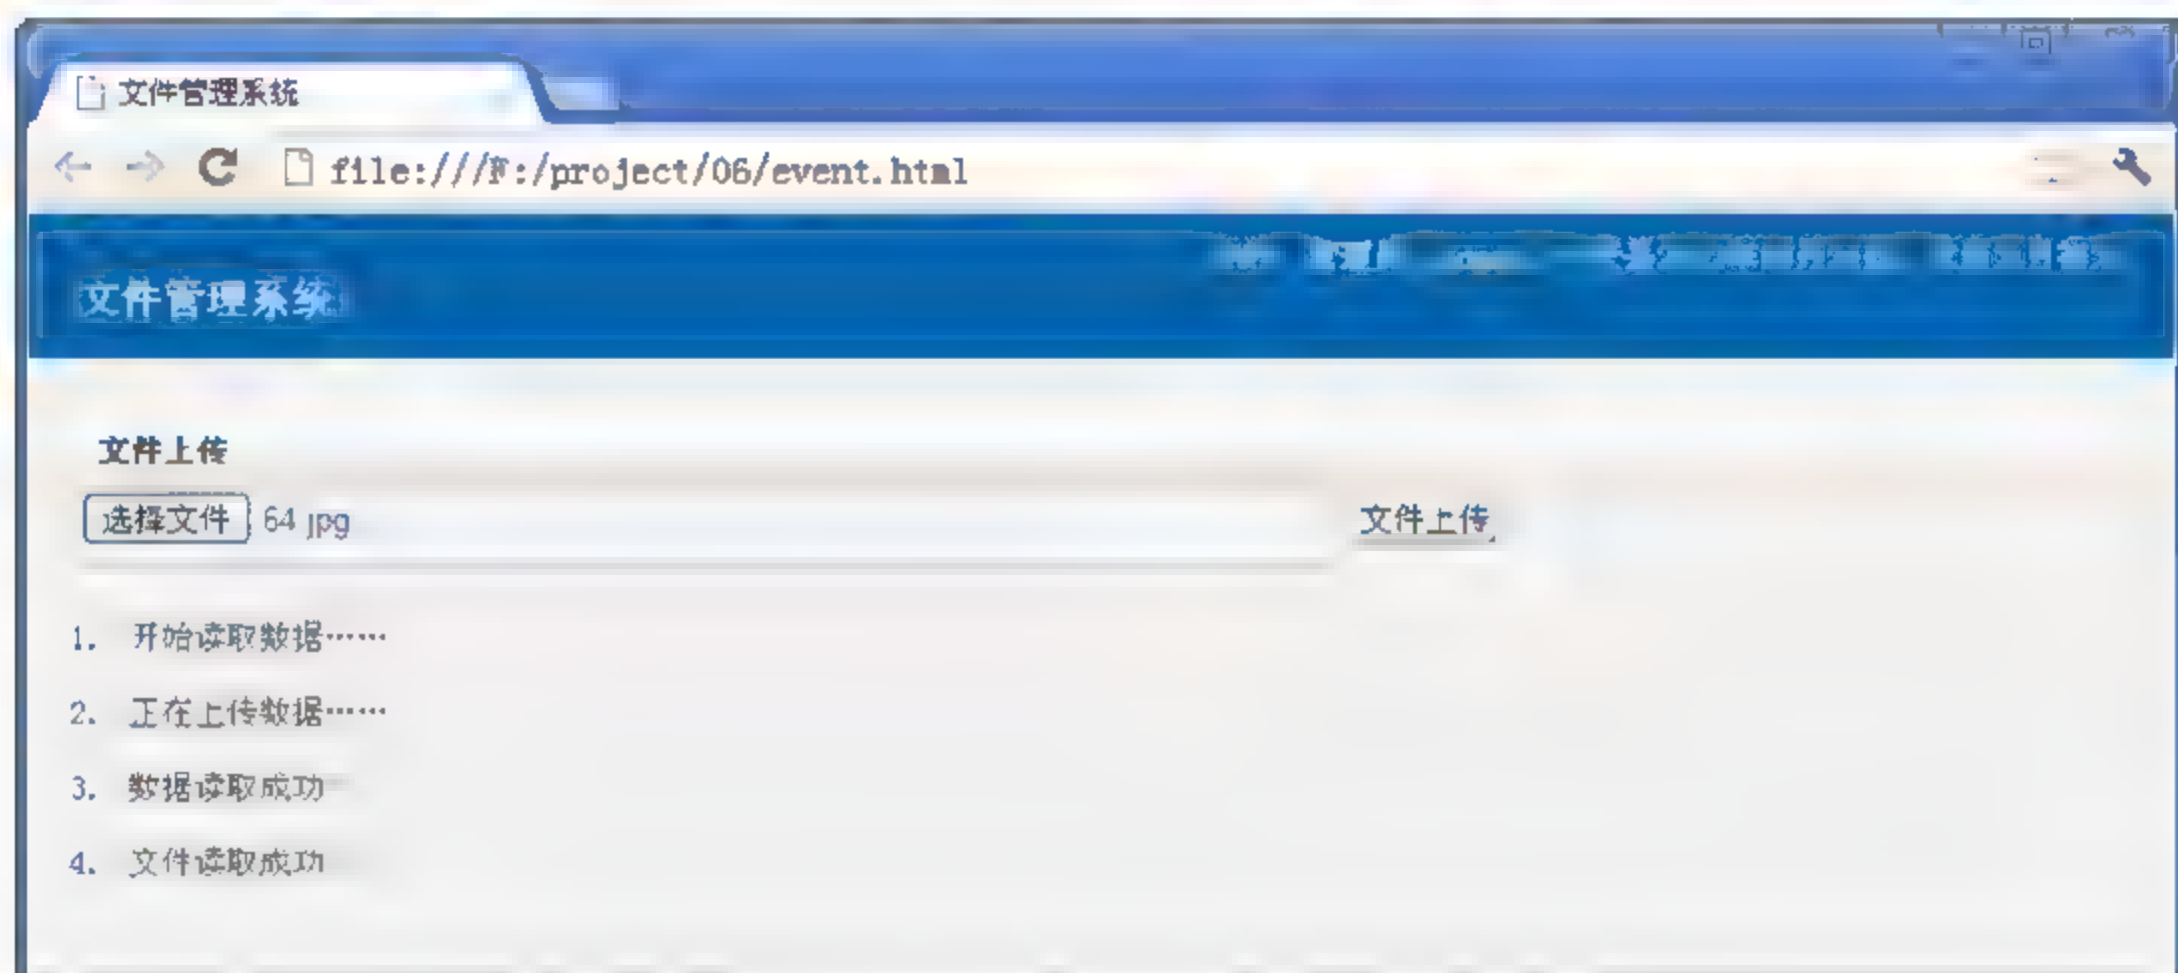 文件管理系统
file:///F:/project/06/event.html
文件管理系统
文件上传
选择文件 64 jpg 文件上传
1. 开始读取数据……
2. 正在上传数据……
3. 数据读取成功
4. 文件读取成功